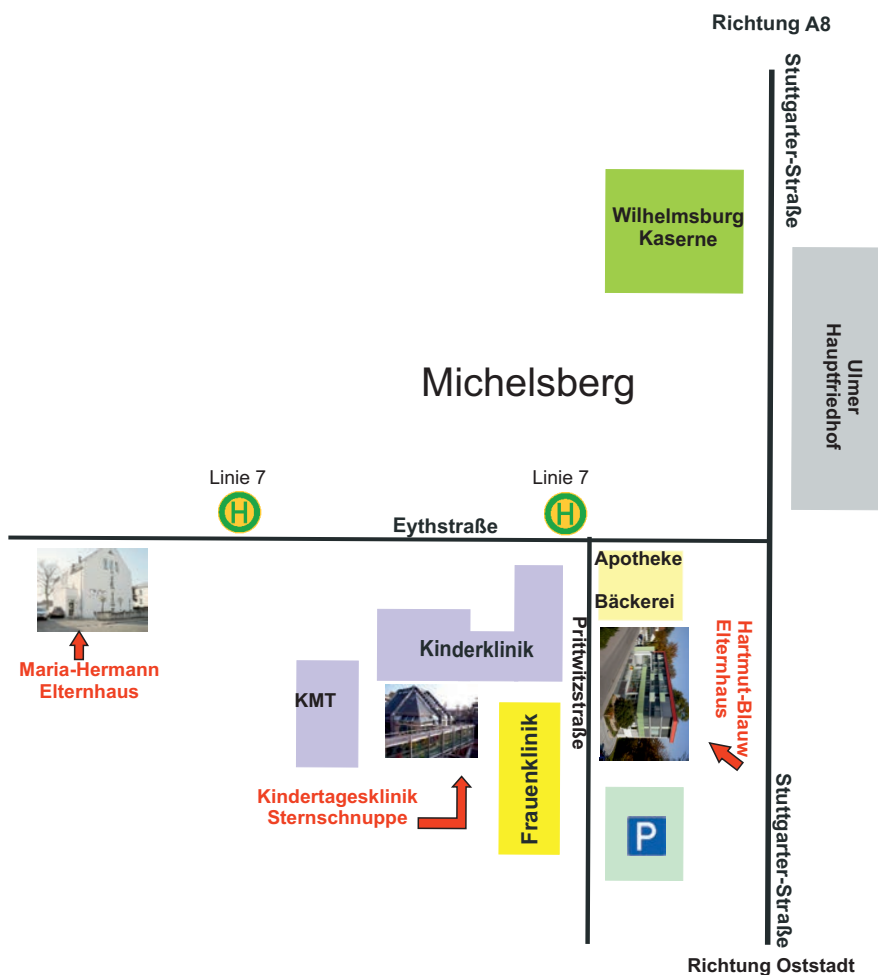 Richtung A8
Stuttgarter-Straße
Wilhelmsburg
Kaserne
Ulmer
Hauptfriedhof
Michelsberg
Linie 7
H
Linie 7
H
Eythstraße
Apotheke
Bäckerei
Prittwitzstraße
Hartmut-Blauw
Elternhaus
Maria-Hermann
Elternhaus
Kinderklinik
KMT
Frauenklinik
Kindertagesklinik
Sternschnuppe
P
Stuttgarter-Straße
Richtung Oststadt